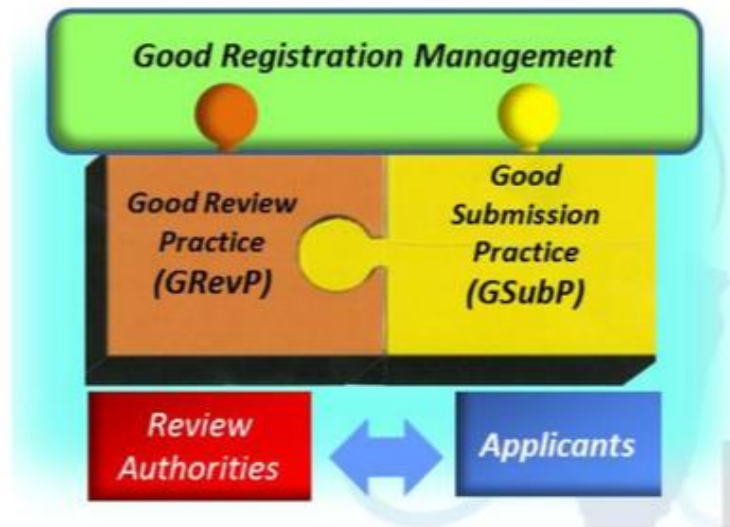 Good Registration Management
Good Review
Practice
(GRevP)
Good
Submission
Practice
(GSubP)
Review
Authorities
Applicants